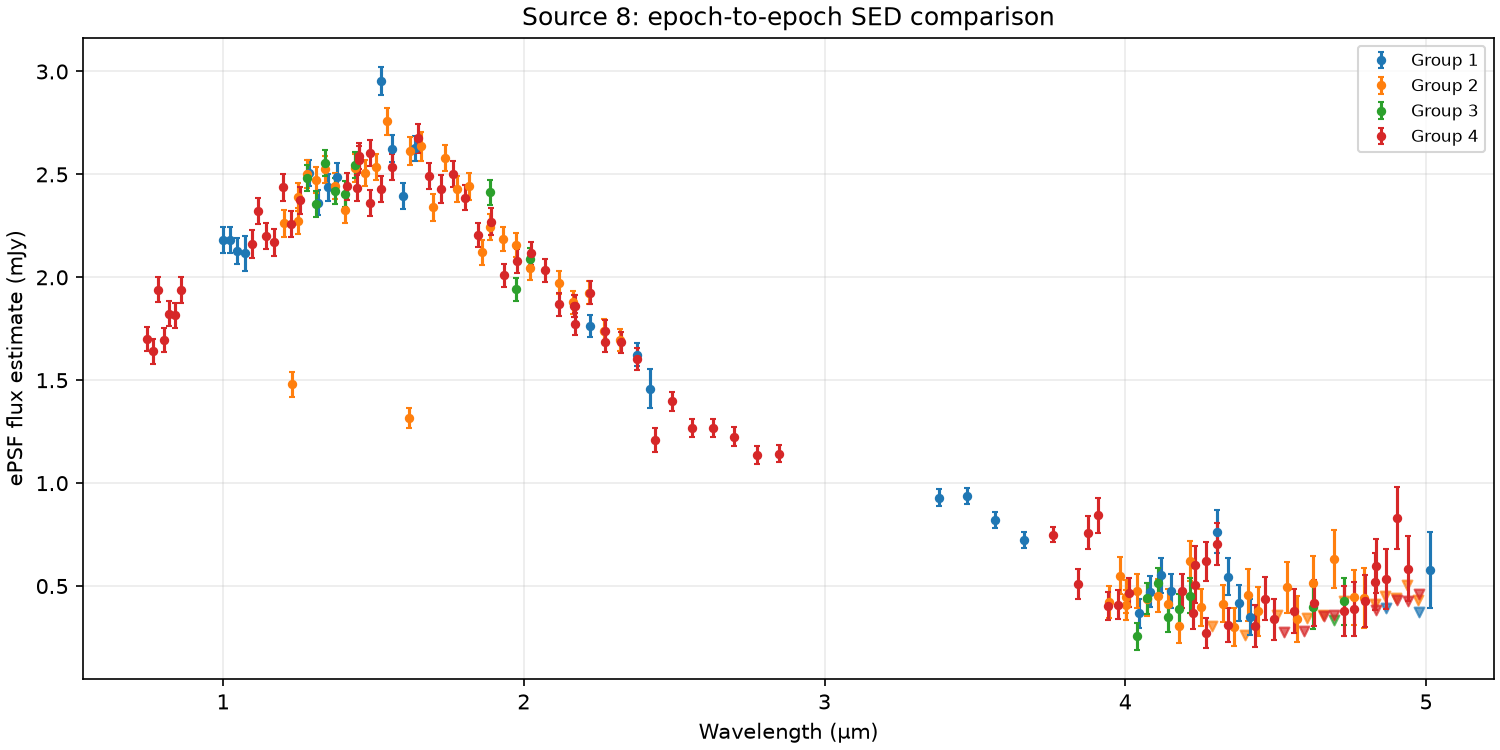 Source 8: epoch-to-epoch SED comparison
ePSF flux estimate (mJy)
3.0
2.5
2.0
1.5
1.0
0.5
Group 1
Group 2
Group 3
Group 4
1 2 3 4 5
Wavelength (μm)